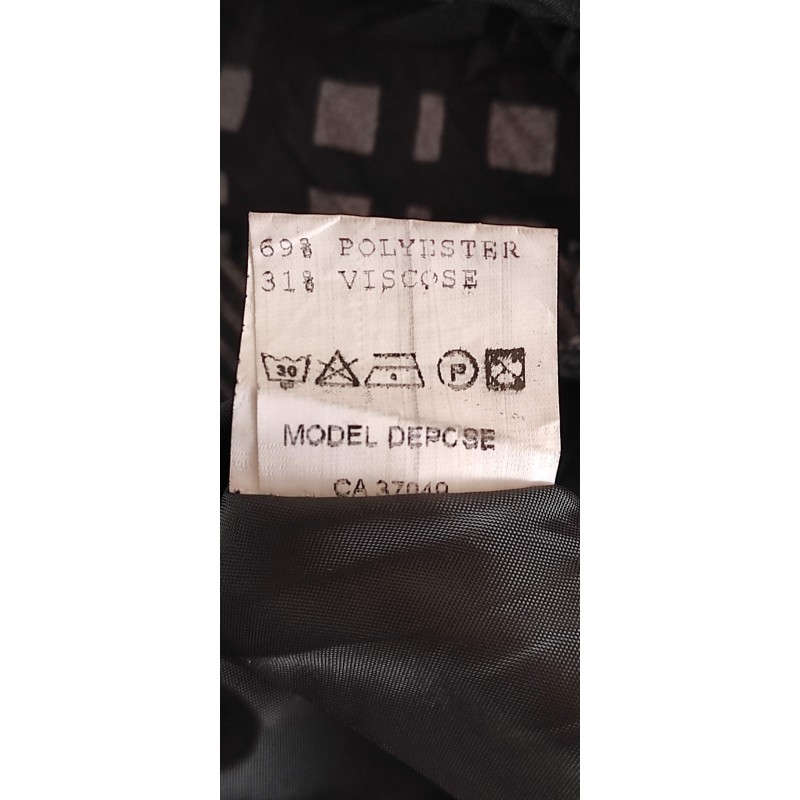 69% POLYESTER
31% VISCOSE
30 P
MODEL DEPOSE
CA 37049